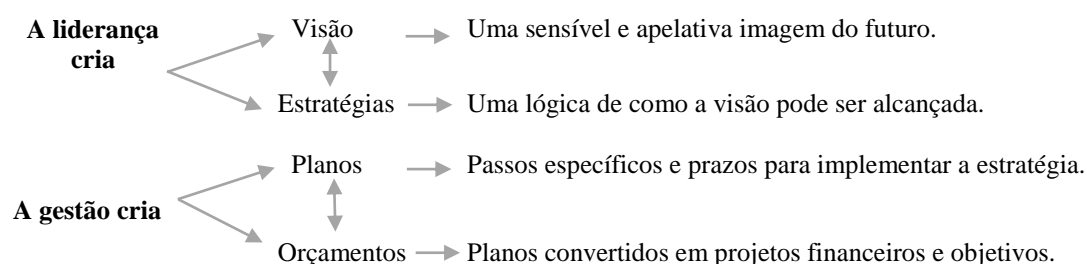 A liderança
cria
Visão
Uma sensível e apelativa imagem do futuro.
Estratégias
Uma lógica de como a visão pode ser alcançada.
A gestão cria
Planos
Passos específicos e prazos para implementar a estratégia.
Orçamentos
Planos convertidos em projetos financeiros e objetivos.